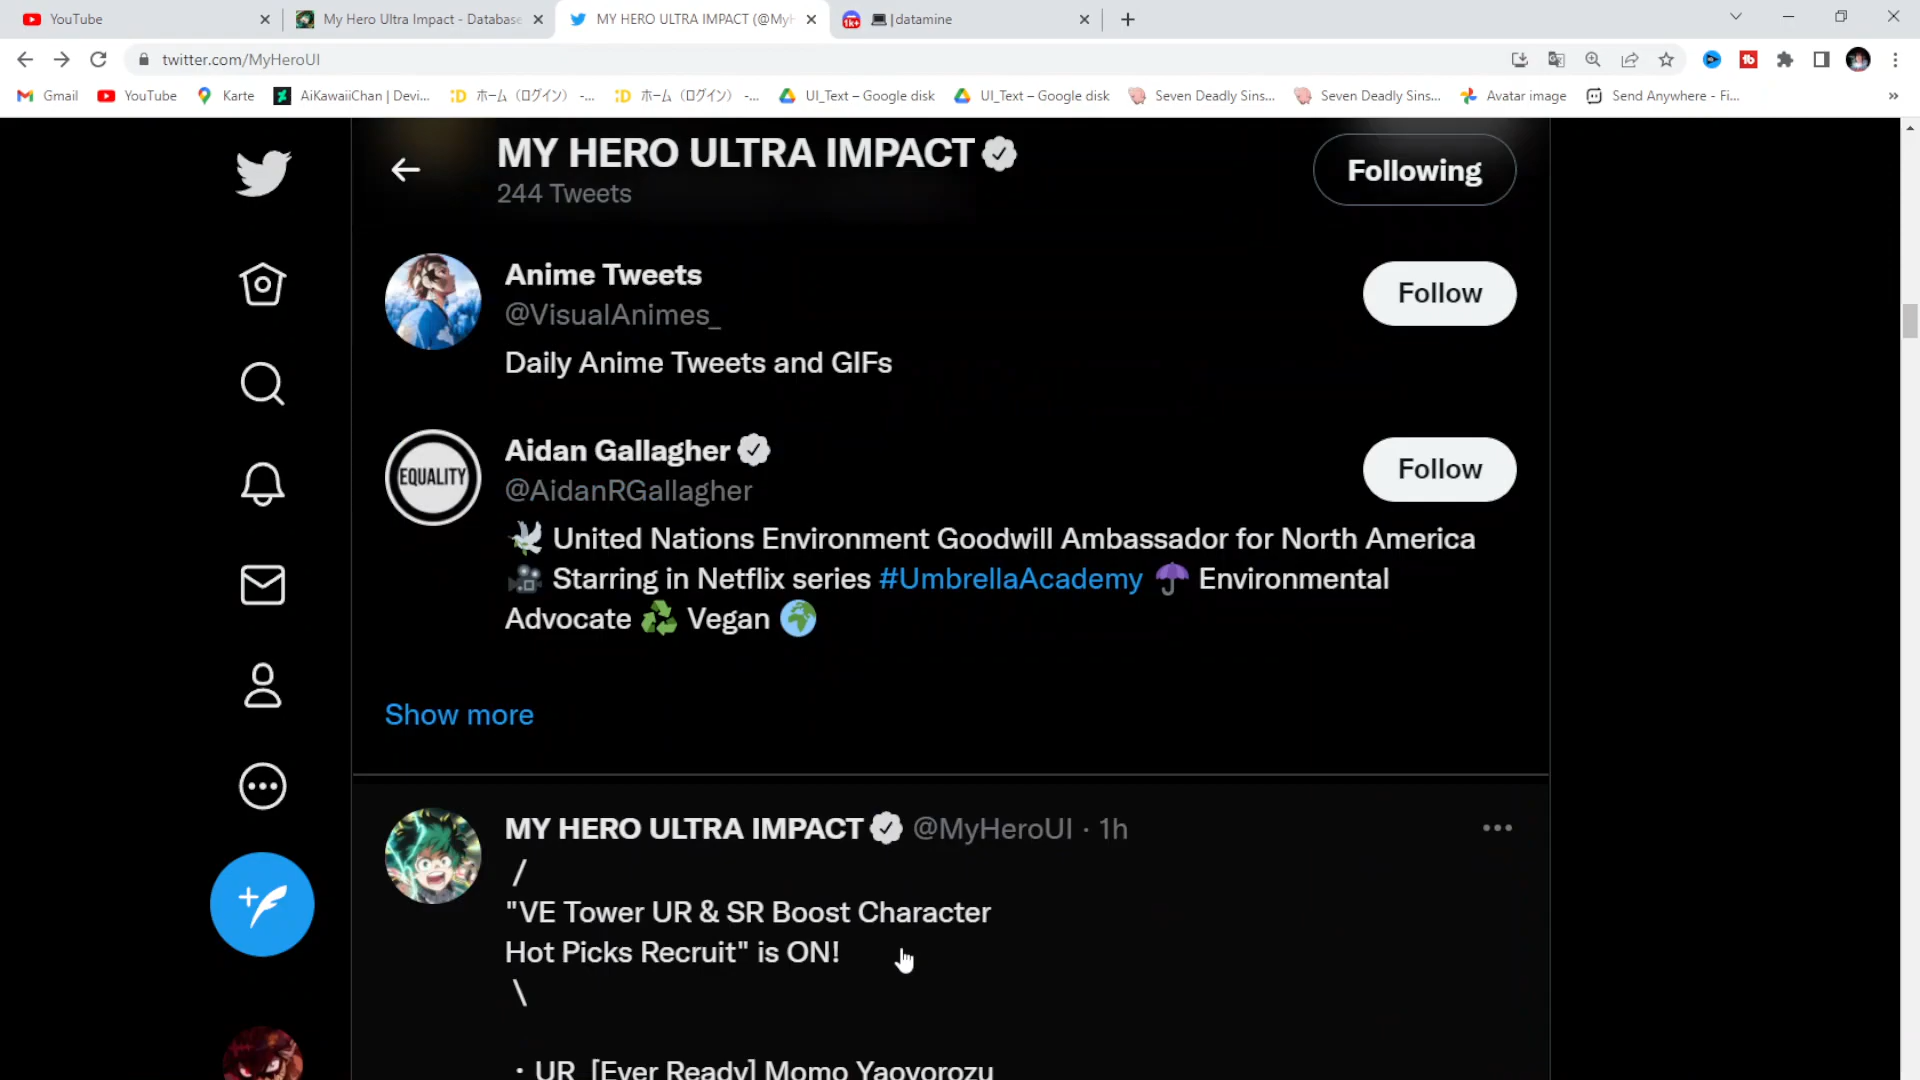 YouTube
My Hero Ultra Impact - Database
MY HERO ULTRA IMPACT (@MyH
1k+
|datamine
twitter.com/MyHeroUI
Gmail
YouTube
Karte
AiKawaiiChan | Devi...
ホーム（ログイン） -...
ホーム（ログイン） -...
UI_Text – Google disk
UI_Text – Google disk
Seven Deadly Sins...
Seven Deadly Sins...
Avatar image
Send Anywhere - Fi...
MY HERO ULTRA IMPACT
244 Tweets
Following
Anime Tweets
@VisualAnimes_
Daily Anime Tweets and GIFs
Follow
EQUALITY
Aidan Gallagher
@AidanRGallagher
Follow
🕊 United Nations Environment Goodwill Ambassador for North America
🎥 Starring in Netflix series #UmbrellaAcademy ☂ Environmental
Advocate ♻ Vegan 🌍
Show more
MY HERO ULTRA IMPACT @MyHeroUI · 1h
/
"VE Tower UR & SR Boost Character
Hot Picks Recruit" is ON!
\
・UR [Ever Ready] Momo Yaoyorozu